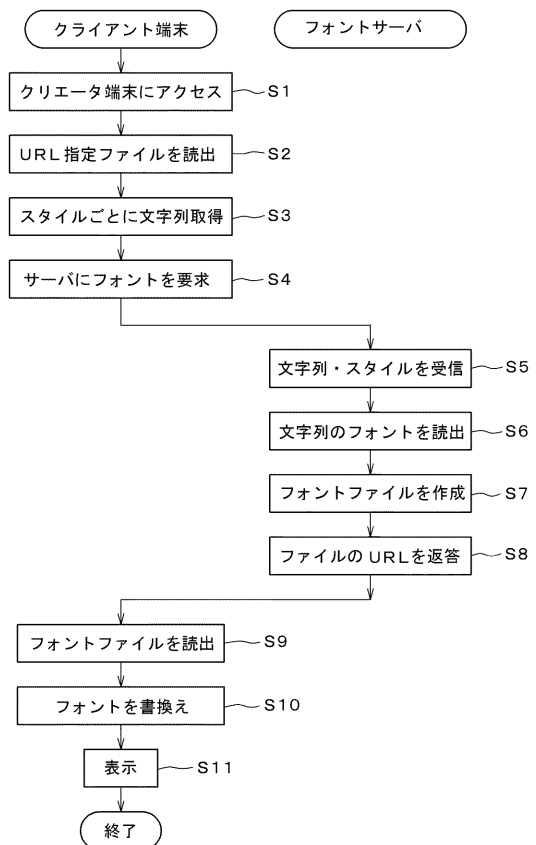 クライアント端末
フォントサーバ
クリエータ端末にアクセス S1
URL指定ファイルを読出 S2
スタイルごとに文字列取得 S3
サーバにフォントを要求 S4
文字列・スタイルを受信 S5
文字列のフォントを読出 S6
フォントファイルを作成 S7
ファイルのURLを返答 S8
フォントファイルを読出 S9
フォントを書換え S10
表示 S11
終了